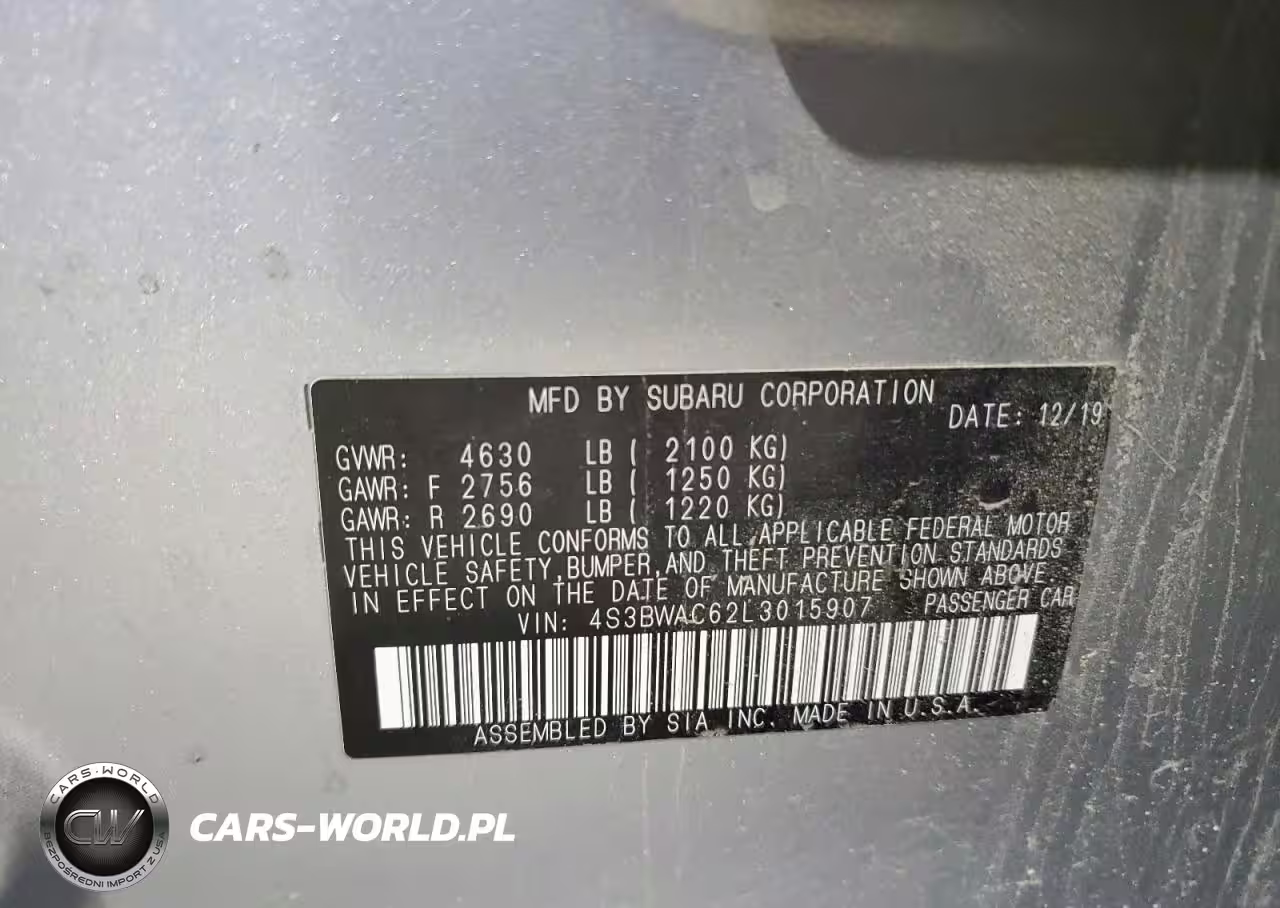 MFD BY SUBARU CORPORATION
DATE: 12/19
GVWR: 4630 LB ( 2100 KG)
GAWR: F 2756 LB ( 1250 KG)
GAWR: R 2690 LB ( 1220 KG)
THIS VEHICLE CONFORMS TO ALL APPLICABLE FEDERAL MOTOR
VEHICLE SAFETY, BUMPER, AND THEFT PREVENTION STANDARDS
IN EFFECT ON THE DATE OF MANUFACTURE SHOWN ABOVE.
VIN: 4S3BWAC62L3015907 PASSENGER CAR
ASSEMBLED BY SIA INC. MADE IN U.S.A.
CARS-WORLD
CW
BEZPOŚREDNI IMPORT Z USA
CARS-WORLD.PL